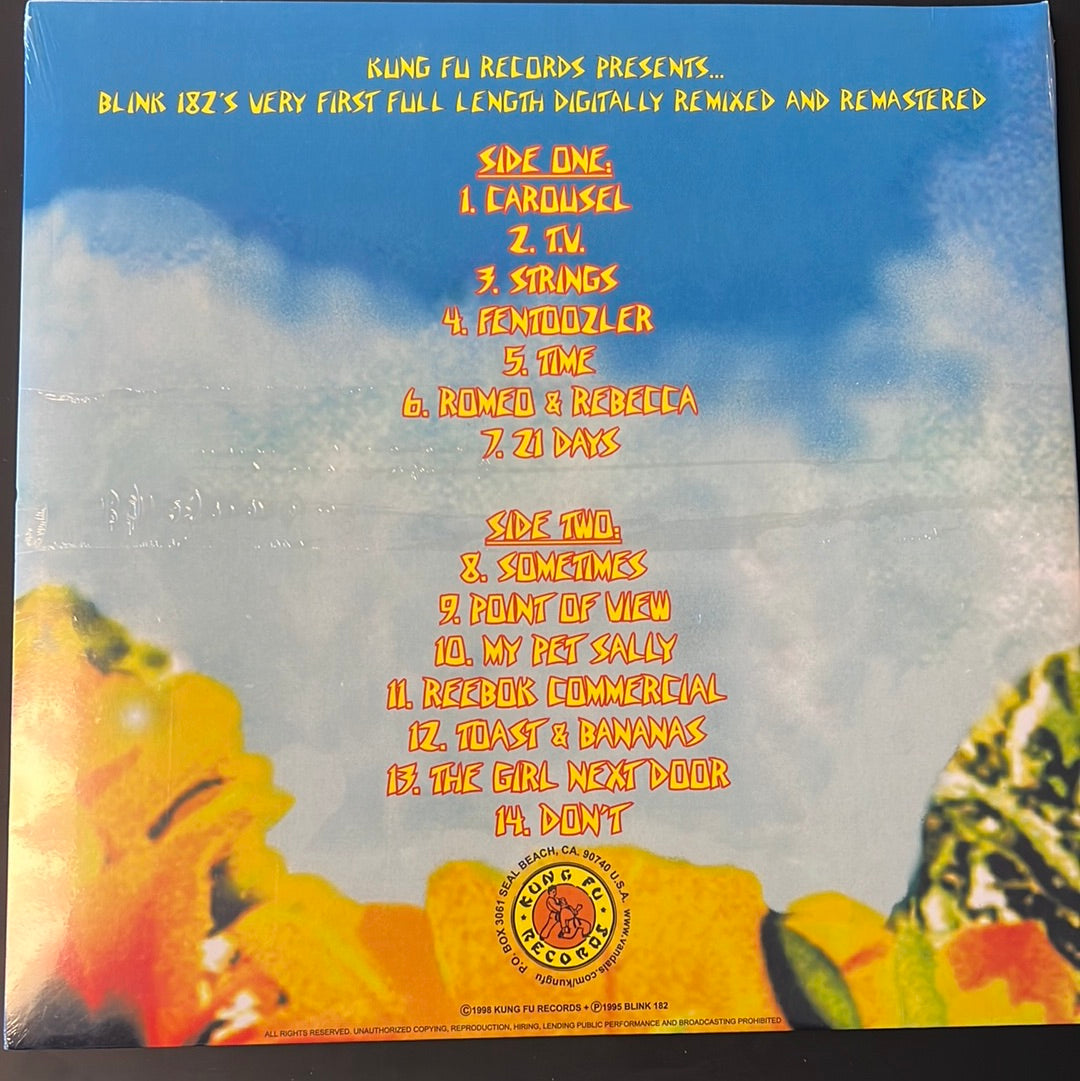 KUNG FU RECORDS PRESENTS...
BLINK 182'S VERY FIRST FULL LENGTH DIGITALLY REMIXED AND REMASTERED
SIDE ONE:
1. CAROUSEL
2. T.V.
3. STRINGS
4. FENTOOZLER
5. TIME
6. ROMEO & REBECCA
7. 21 DAYS
SIDE TWO:
8. SOMETIMES
9. POINT OF VIEW
10. MY PET SALLY
11. REEBOK COMMERCIAL
12. TOAST & BANANAS
13. THE GIRL NEXT DOOR
14. DON'T
P.O. BOX 3061 SEAL BEACH, CA. 90740 U.S.A. www.vandals.com/kungfu
KUNG FU
RECORDS
©1998 KUNG FU RECORDS + ℗1995 BLINK 182
ALL RIGHTS RESERVED. UNAUTHORIZED COPYING, REPRODUCTION, HIRING, LENDING PUBLIC PERFORMANCE AND BROADCASTING PROHIBITED